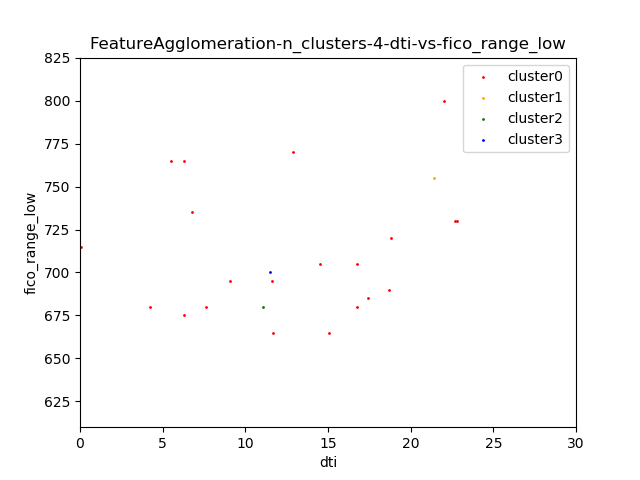 FeatureAgglomeration-n_clusters-4-dti-vs-fico_range_low
825
800
775
750
725
700
675
650
625
fico_range_low
cluster0
cluster1
cluster2
cluster3
0 5 10 15 20 25 30
dti